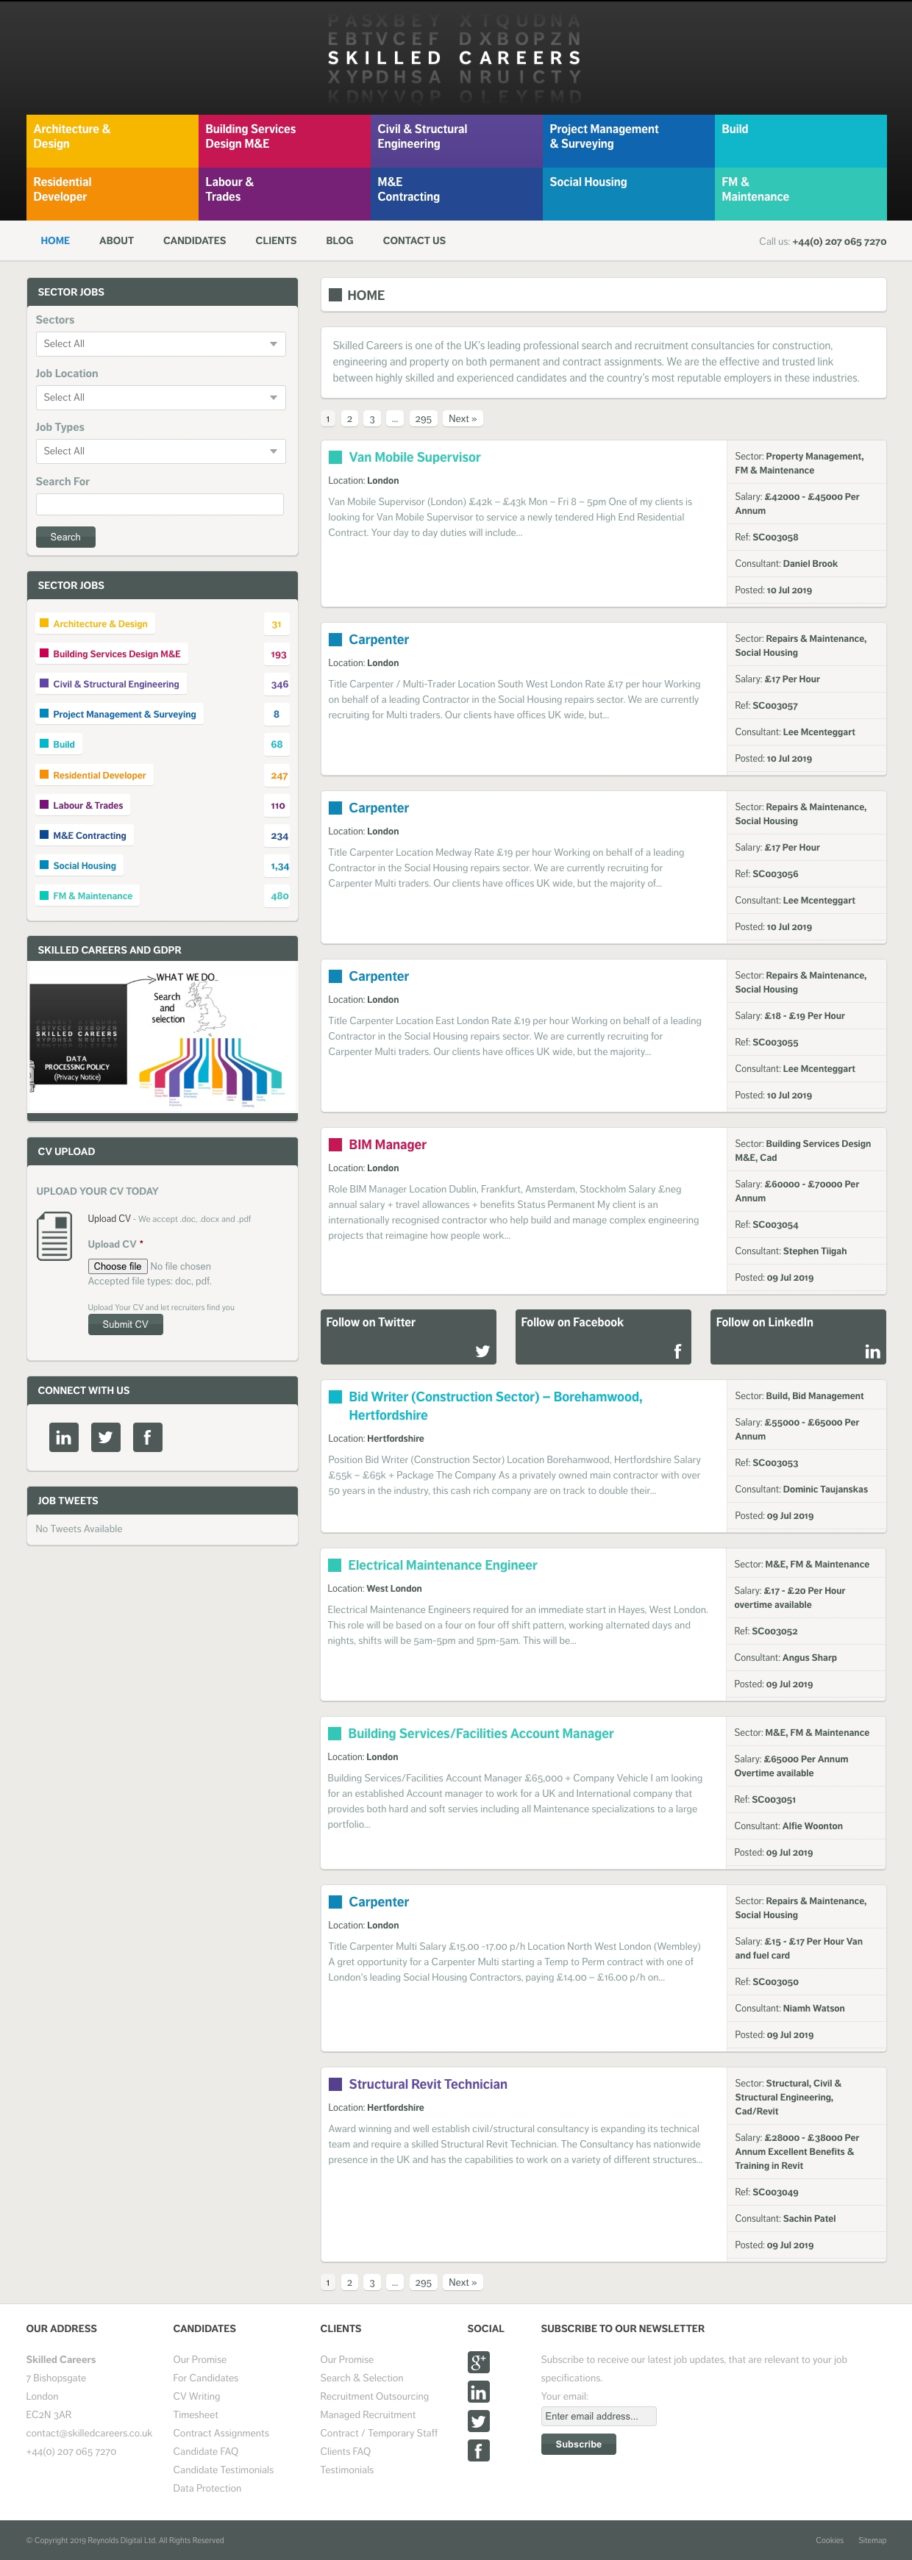 PASXBEY XTQUDNA
EBTVCEF DXBOPZN
SKILLED CAREERS
XYPDHSA NRUICTY
KDNYVQP OLEYFMD
Architecture &
Design
Building Services
Design M&E
Civil & Structural
Engineering
Project Management
& Surveying
Build
Residential
Developer
Labour &
Trades
M&E
Contracting
Social Housing
FM &
Maintenance
HOME ABOUT CANDIDATES CLIENTS BLOG CONTACT US
Call us: +44(0) 207 065 7270
SECTOR JOBS
Sectors
Select All
Job Location
Select All
Job Types
Select All
Search For
Search
SECTOR JOBS
Architecture & Design 31
Building Services Design M&E 193
Civil & Structural Engineering 346
Project Management & Surveying 8
Build 68
Residential Developer 247
Labour & Trades 110
M&E Contracting 234
Social Housing 1,34
FM & Maintenance 480
SKILLED CAREERS AND GDPR
WHAT WE DO..
Search
and
selection
SKILLED CAREERS
DATA
PROCESSING POLICY
(Privacy Notice)
CV UPLOAD
UPLOAD YOUR CV TODAY
Upload CV - We accept .doc, .docx and .pdf
Upload CV *
Choose file No file chosen
Accepted file types: doc, pdf.
Upload Your CV and let recruiters find you
Submit CV
CONNECT WITH US
JOB TWEETS
No Tweets Available
HOME
Skilled Careers is one of the UK's leading professional search and recruitment consultancies for construction,
engineering and property on both permanent and contract assignments. We are the effective and trusted link
between highly skilled and experienced candidates and the country's most reputable employers in these industries.
1 2 3 ... 295 Next »
Van Mobile Supervisor
Location: London
Van Mobile Supervisor (London) £42k – £43k Mon – Fri 8 – 5pm One of my clients is
looking for Van Mobile Supervisor to service a newly tendered High End Residential
Contract. Your day to day duties will include...
Sector: Property Management,
FM & Maintenance
Salary: £42000 - £45000 Per
Annum
Ref: SC003058
Consultant: Daniel Brook
Posted: 10 Jul 2019
Carpenter
Location: London
Title Carpenter / Multi-Trader Location South West London Rate £17 per hour Working
on behalf of a leading Contractor in the Social Housing repairs sector. We are currently
recruiting for Multi traders. Our clients have offices UK wide, but...
Sector: Repairs & Maintenance,
Social Housing
Salary: £17 Per Hour
Ref: SC003057
Consultant: Lee Mcenteggart
Posted: 10 Jul 2019
Carpenter
Location: London
Title Carpenter Location Medway Rate £19 per hour Working on behalf of a leading
Contractor in the Social Housing repairs sector. We are currently recruiting for
Carpenter Multi traders. Our clients have offices UK wide, but the majority of...
Sector: Repairs & Maintenance,
Social Housing
Salary: £17 Per Hour
Ref: SC003056
Consultant: Lee Mcenteggart
Posted: 10 Jul 2019
Carpenter
Location: London
Title Carpenter Location East London Rate £19 per hour Working on behalf of a leading
Contractor in the Social Housing repairs sector. We are currently recruiting for
Carpenter Multi traders. Our clients have offices UK wide, but the majority...
Sector: Repairs & Maintenance,
Social Housing
Salary: £18 - £19 Per Hour
Ref: SC003055
Consultant: Lee Mcenteggart
Posted: 10 Jul 2019
BIM Manager
Location: London
Role BIM Manager Location Dublin, Frankfurt, Amsterdam, Stockholm Salary £neg
annual salary + travel allowances + benefits Status Permanent My client is an
internationally recognised contractor who help build and manage complex engineering
projects that reimagine how people work...
Sector: Building Services Design
M&E, Cad
Salary: £60000 - £70000 Per
Annum
Ref: SC003054
Consultant: Stephen Tiigah
Posted: 09 Jul 2019
Follow on Twitter
Follow on Facebook
Follow on LinkedIn
Bid Writer (Construction Sector) – Borehamwood,
Hertfordshire
Location: Hertfordshire
Position Bid Writer (Construction Sector) Location Borehamwood, Hertfordshire Salary
£55k – £65k + Package The Company As a privately owned main contractor with over
50 years in the industry, this cash rich company are on track to double their...
Sector: Build, Bid Management
Salary: £55000 - £65000 Per
Annum
Ref: SC003053
Consultant: Dominic Taujanskas
Posted: 09 Jul 2019
Electrical Maintenance Engineer
Location: West London
Electrical Maintenance Engineers required for an immediate start in Hayes, West London.
This role will be based on a four on four off shift pattern, working alternated days and
nights, shifts will be 5am-5pm and 5pm-5am. This will be...
Sector: M&E, FM & Maintenance
Salary: £17 - £20 Per Hour
overtime available
Ref: SC003052
Consultant: Angus Sharp
Posted: 09 Jul 2019
Building Services/Facilities Account Manager
Location: London
Building Services/Facilities Account Manager £65,000 + Company Vehicle I am looking
for an established Account manager to work for a UK and International company that
provides both hard and soft servies including all Maintenance specializations to a large
portfolio...
Sector: M&E, FM & Maintenance
Salary: £65000 Per Annum
Overtime available
Ref: SC003051
Consultant: Alfie Woonton
Posted: 09 Jul 2019
Carpenter
Location: London
Title Carpenter Multi Salary £15.00 -17.00 p/h Location North West London (Wembley)
A gret opportunity for a Carpenter Multi starting a Temp to Perm contract with one of
London's leading Social Housing Contractors, paying £14.00 – £16.00 p/h on...
Sector: Repairs & Maintenance,
Social Housing
Salary: £15 - £17 Per Hour Van
and fuel card
Ref: SC003050
Consultant: Niamh Watson
Posted: 09 Jul 2019
Structural Revit Technician
Location: Hertfordshire
Award winning and well establish civil/structural consultancy is expanding its technical
team and require a skilled Structural Revit Technician. The Consultancy has nationwide
presence in the UK and has the capabilities to work on a variety of different structures...
Sector: Structural, Civil &
Structural Engineering,
Cad/Revit
Salary: £28000 - £38000 Per
Annum Excellent Benefits &
Training in Revit
Ref: SC003049
Consultant: Sachin Patel
Posted: 09 Jul 2019
1 2 3 ... 295 Next »
OUR ADDRESS
Skilled Careers
7 Bishopsgate
London
EC2N 3AR
contact@skilledcareers.co.uk
+44(0) 207 065 7270
CANDIDATES
Our Promise
For Candidates
CV Writing
Timesheet
Contract Assignments
Candidate FAQ
Candidate Testimonials
Data Protection
CLIENTS
Our Promise
Search & Selection
Recruitment Outsourcing
Managed Recruitment
Contract / Temporary Staff
Clients FAQ
Testimonials
SOCIAL
SUBSCRIBE TO OUR NEWSLETTER
Subscribe to receive our latest job updates, that are relevant to your job
specifications.
Your email:
Enter email address...
Subscribe
© Copyright 2019 Reynolds Digital Ltd. All Rights Reserved
Cookies Sitemap